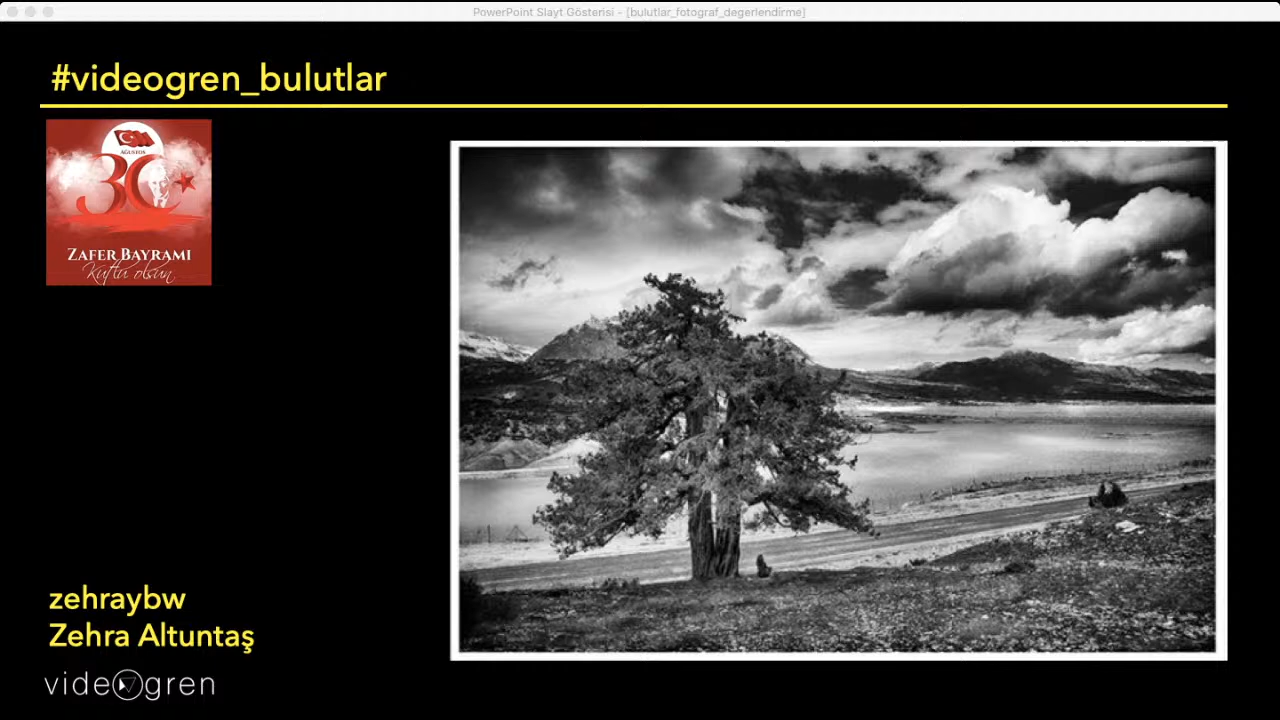 PowerPoint Slayt Gösterisi - [bulutlar_fotograf_degerlendirme]
#videogren_bulutlar
AĞUSTOS
30
ZAFER BAYRAMI
Kutlu olsun
zehraybw
Zehra Altuntaş
videogren